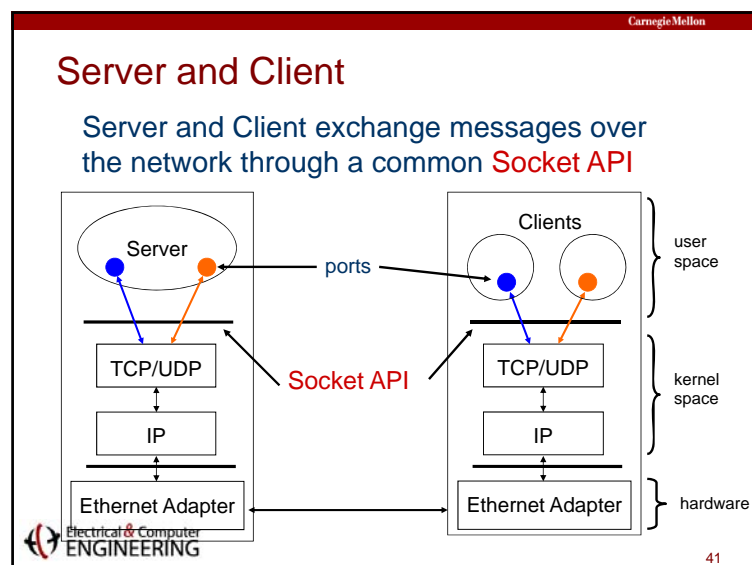 Carnegie Mellon
Server and Client
Server and Client exchange messages over
the network through a common Socket API
Server
ports
Clients
user
space
TCP/UDP
Socket API
TCP/UDP
kernel
space
IP
IP
Ethernet Adapter
Ethernet Adapter
hardware
Electrical & Computer
ENGINEERING
41